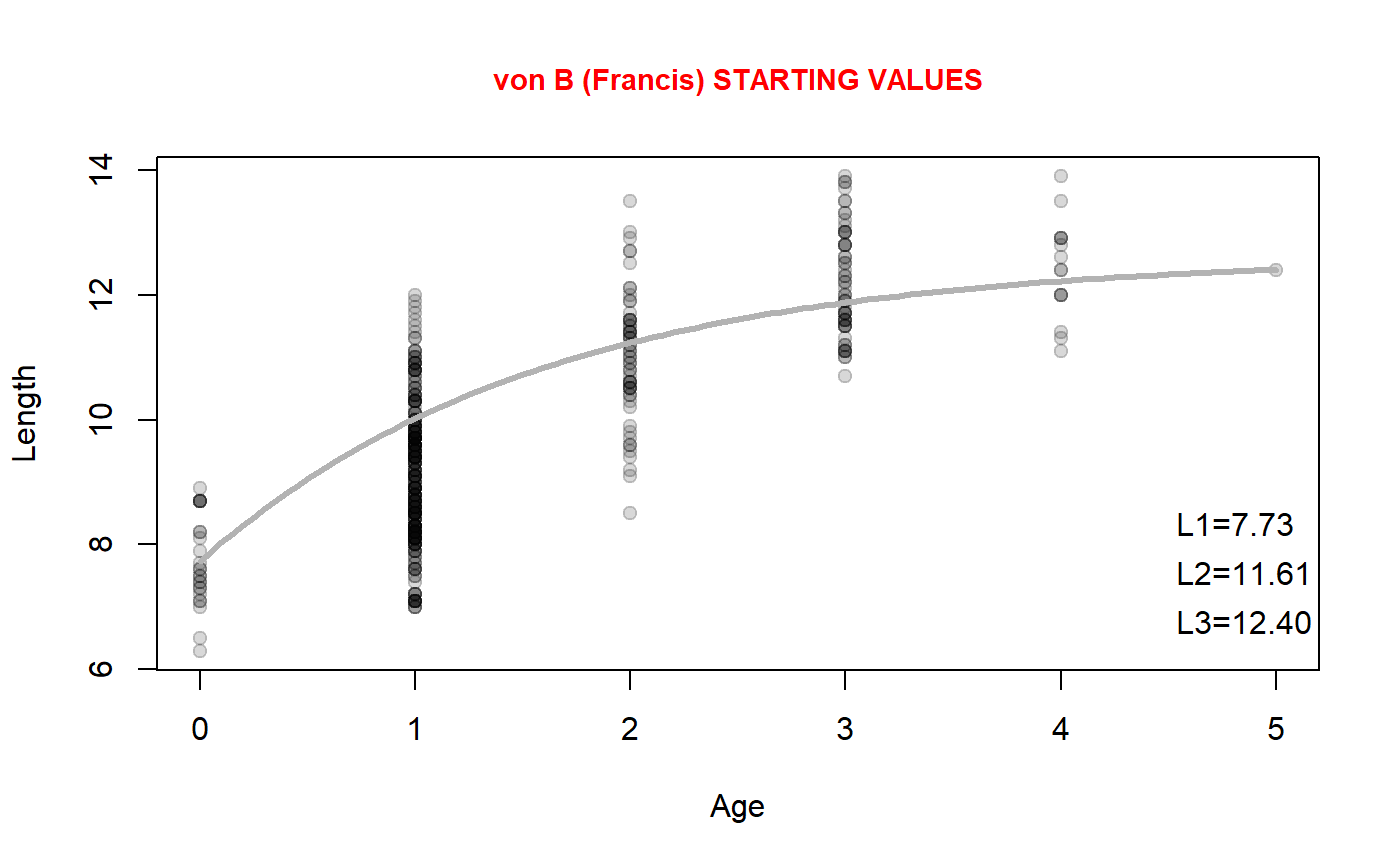 von B (Francis) STARTING VALUES
14
12
10
8
6
Length
L1=7.73
L2=11.61
L3=12.40
0 1 2 3 4 5
Age